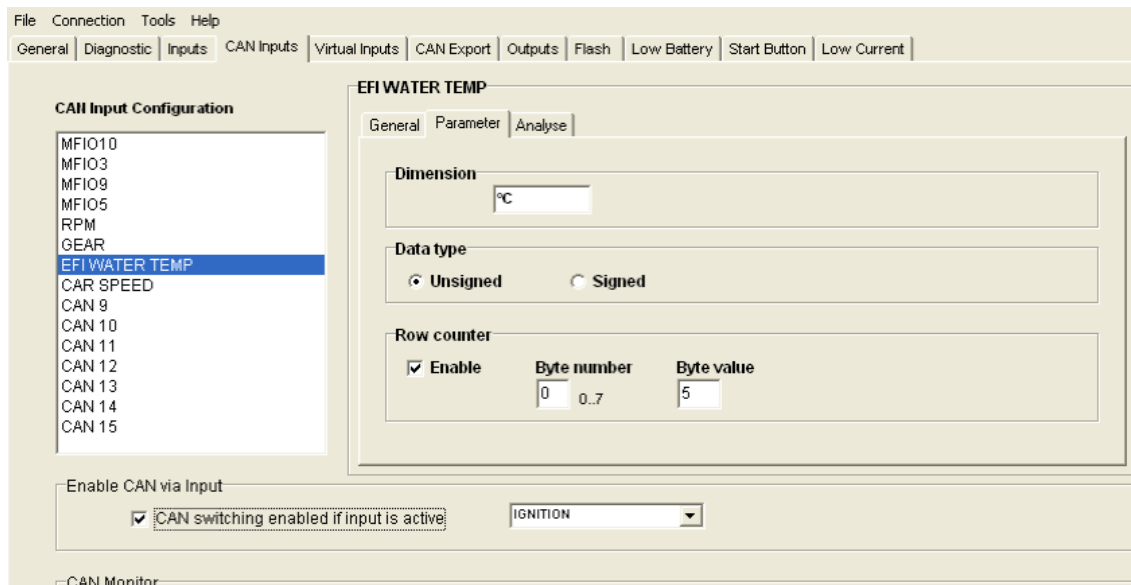 File Connection Tools Help
General Diagnostic Inputs CAN Inputs Virtual Inputs CAN Export Outputs Flash Low Battery Start Button Low Current
CAN Input Configuration
MFIO10
MFIO3
MFIO9
MFIO5
RPM
GEAR
EFI WATER TEMP
CAR SPEED
CAN 9
CAN 10
CAN 11
CAN 12
CAN 13
CAN 14
CAN 15
EFI WATER TEMP
General Parameter Analyse
Dimension
°C
Data type
Unsigned Signed
Row counter
Enable Byte number Byte value
0 0..7 5
Enable CAN via Input
CAN switching enabled if input is active IGNITION
CAN Monitor